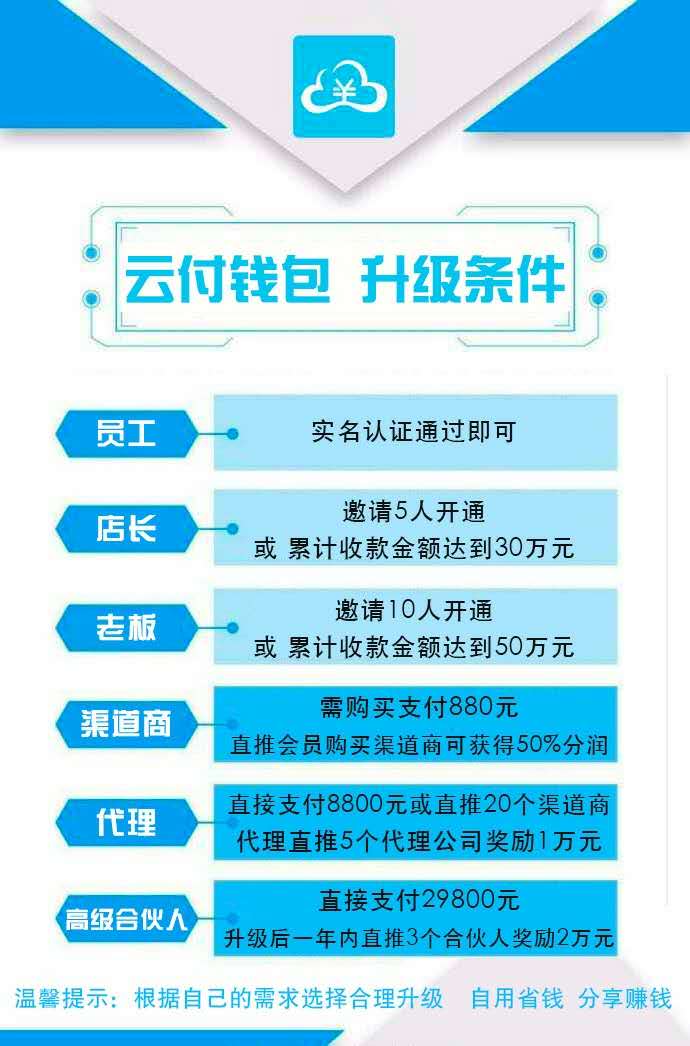 云付钱包 升级条件
员工
实名认证通过即可
店长
邀请5人开通
或 累计收款金额达到30万元
老板
邀请10人开通
或 累计收款金额达到50万元
渠道商
需购买支付880元
直推会员购买渠道商可获得50%分润
代理
直接支付8800元或直推20个渠道商
代理直推5个代理公司奖励1万元
高级合伙人
直接支付29800元
升级后一年内直推3个合伙人奖励2万元
温馨提示：根据自己的需求选择合理升级 自用省钱 分享赚钱